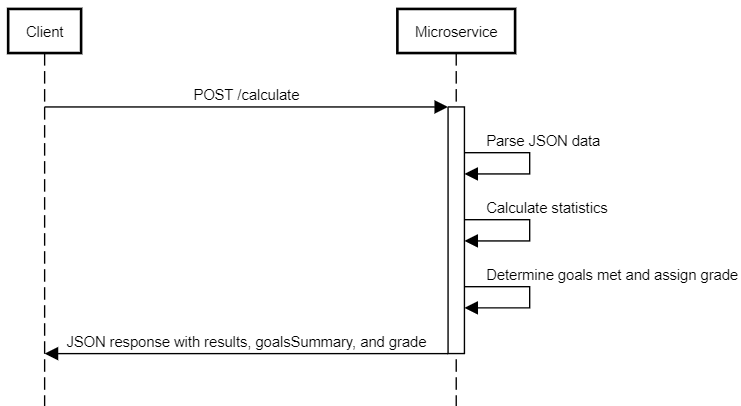 Client
Microservice
POST /calculate
Parse JSON data
Calculate statistics
Determine goals met and assign grade
JSON response with results, goalsSummary, and grade